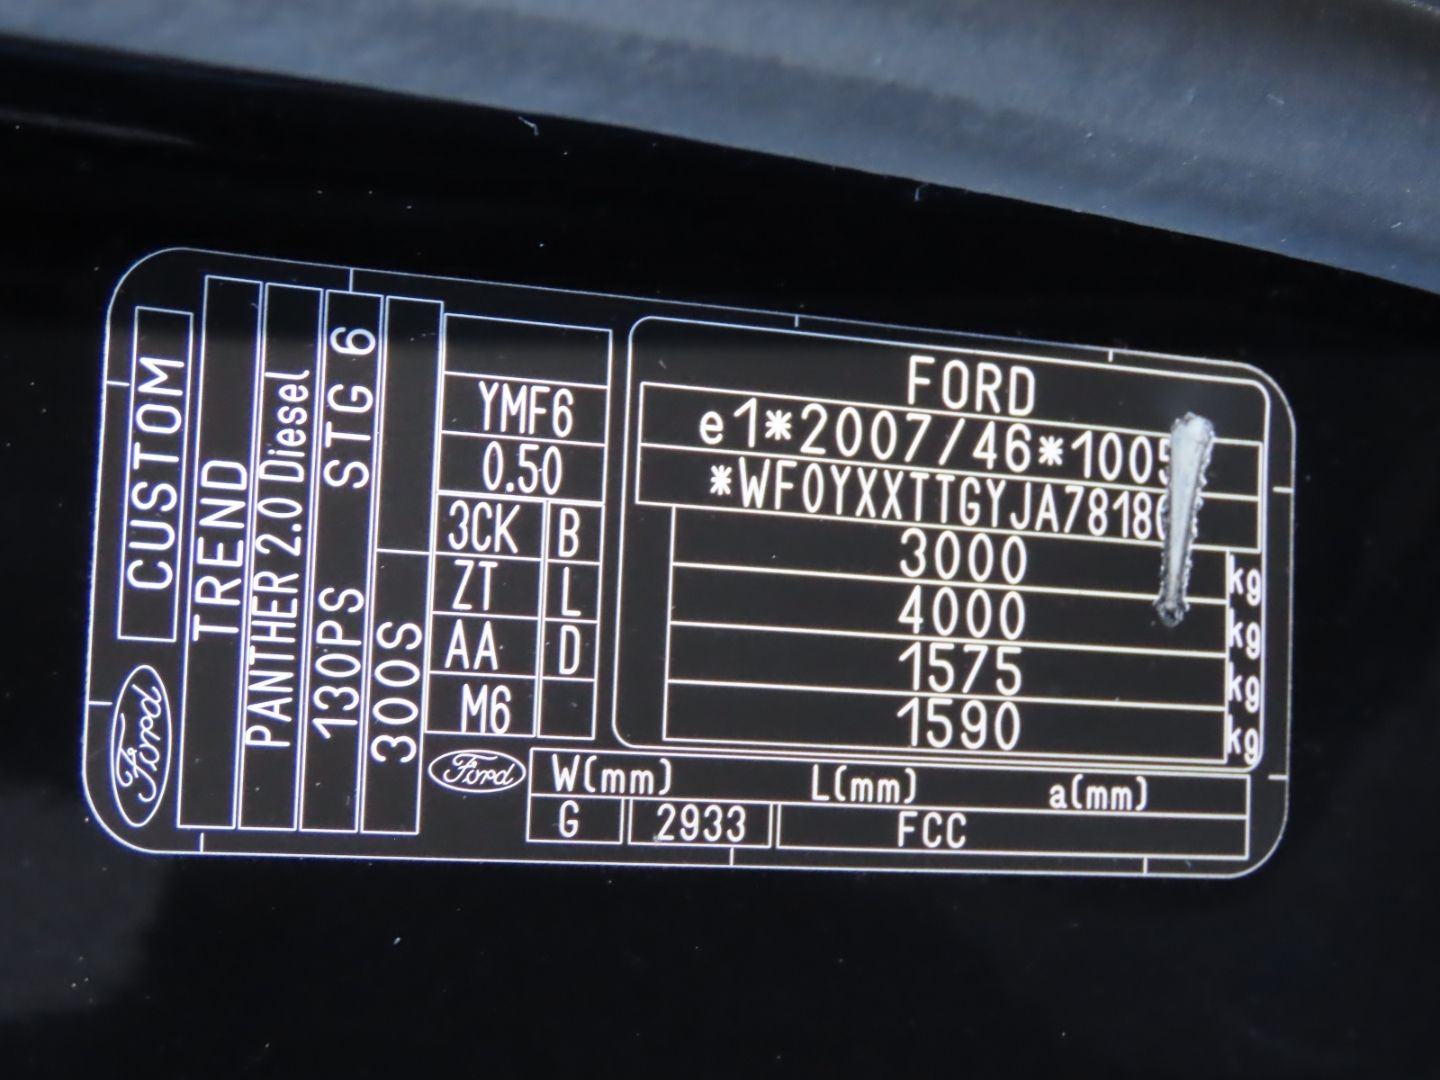 CUSTOM
Ford
TREND
PANTHER 2.0 Diesel
130PS STG 6
300S
YMF6
0.50
3CK B
ZT L
AA D
M6
Ford
FORD
e1*2007/46*1005
*WF0YXXTTGYJA7818
3000 kg
4000 kg
1575 kg
1590 kg
W(mm) L(mm) a(mm)
G 2933 FCC